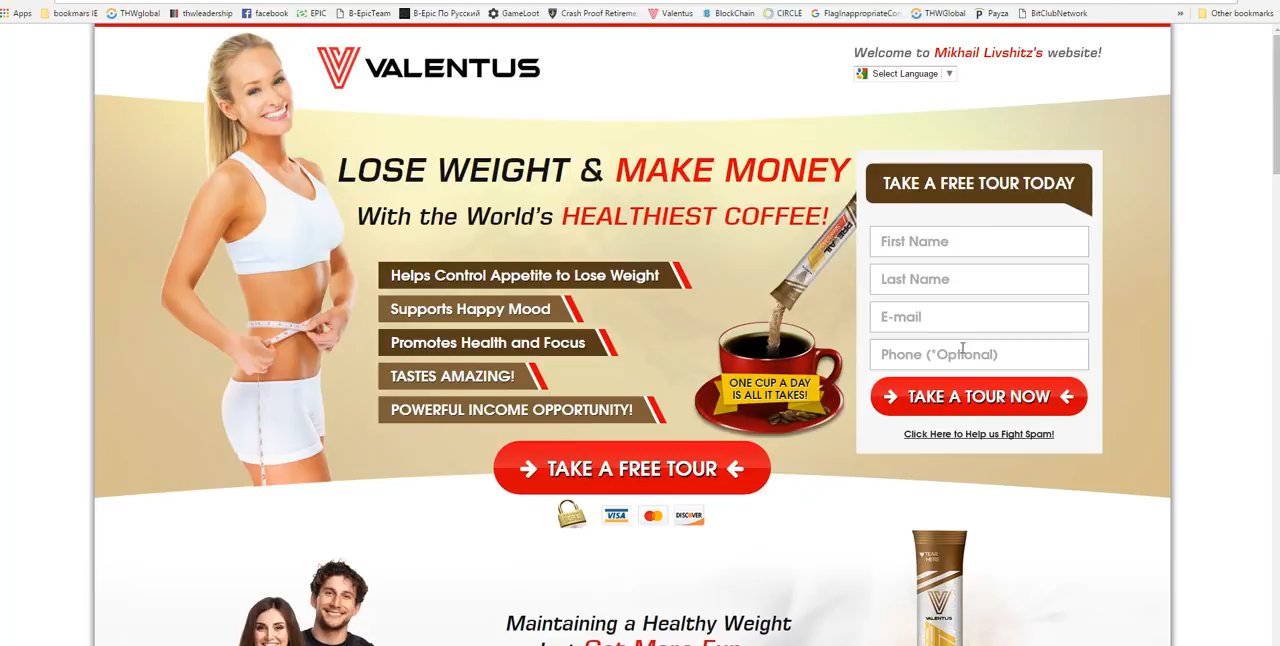 Apps bookmars IE THWglobal thwleadership facebook EPIC B-EpicTeam B-Epic По Русский GameLoot Crash Proof Retireme Valentus BlockChain CIRCLE FlagInappropriateCon THWGlobal Payza BitClubNetwork » Other bookmarks
VALENTUS
Welcome to Mikhail Livshitz's website!
Select Language ▼
LOSE WEIGHT & MAKE MONEY
With the World's HEALTHIEST COFFEE!
Helps Control Appetite to Lose Weight
Supports Happy Mood
Promotes Health and Focus
TASTES AMAZING!
POWERFUL INCOME OPPORTUNITY!
ONE CUP A DAY
IS ALL IT TAKES!
TAKE A FREE TOUR TODAY
First Name
Last Name
E-mail
Phone (*Optional)
TAKE A TOUR NOW
Click Here to Help us Fight Spam!
TAKE A FREE TOUR
VISA
DISCOVER
TEAR
HERE
VALENTUS
Maintaining a Healthy Weight